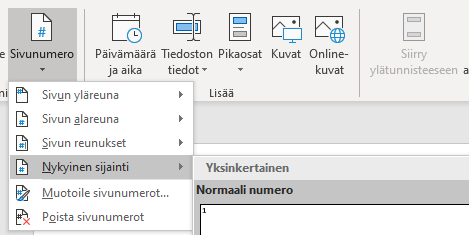 Sivunumero
Päivämäärä
ja aika
Tiedoston
tiedot
Pikaosat
Kuvat
Online-
kuvat
Siirry
ylätunnisteeseen
Lisää
Sivun yläreuna
Sivun alareuna
Sivun reunukset
Nykyinen sijainti
Muotoile sivunumerot...
Poista sivunumerot
Yksinkertainen
Normaali numero
1